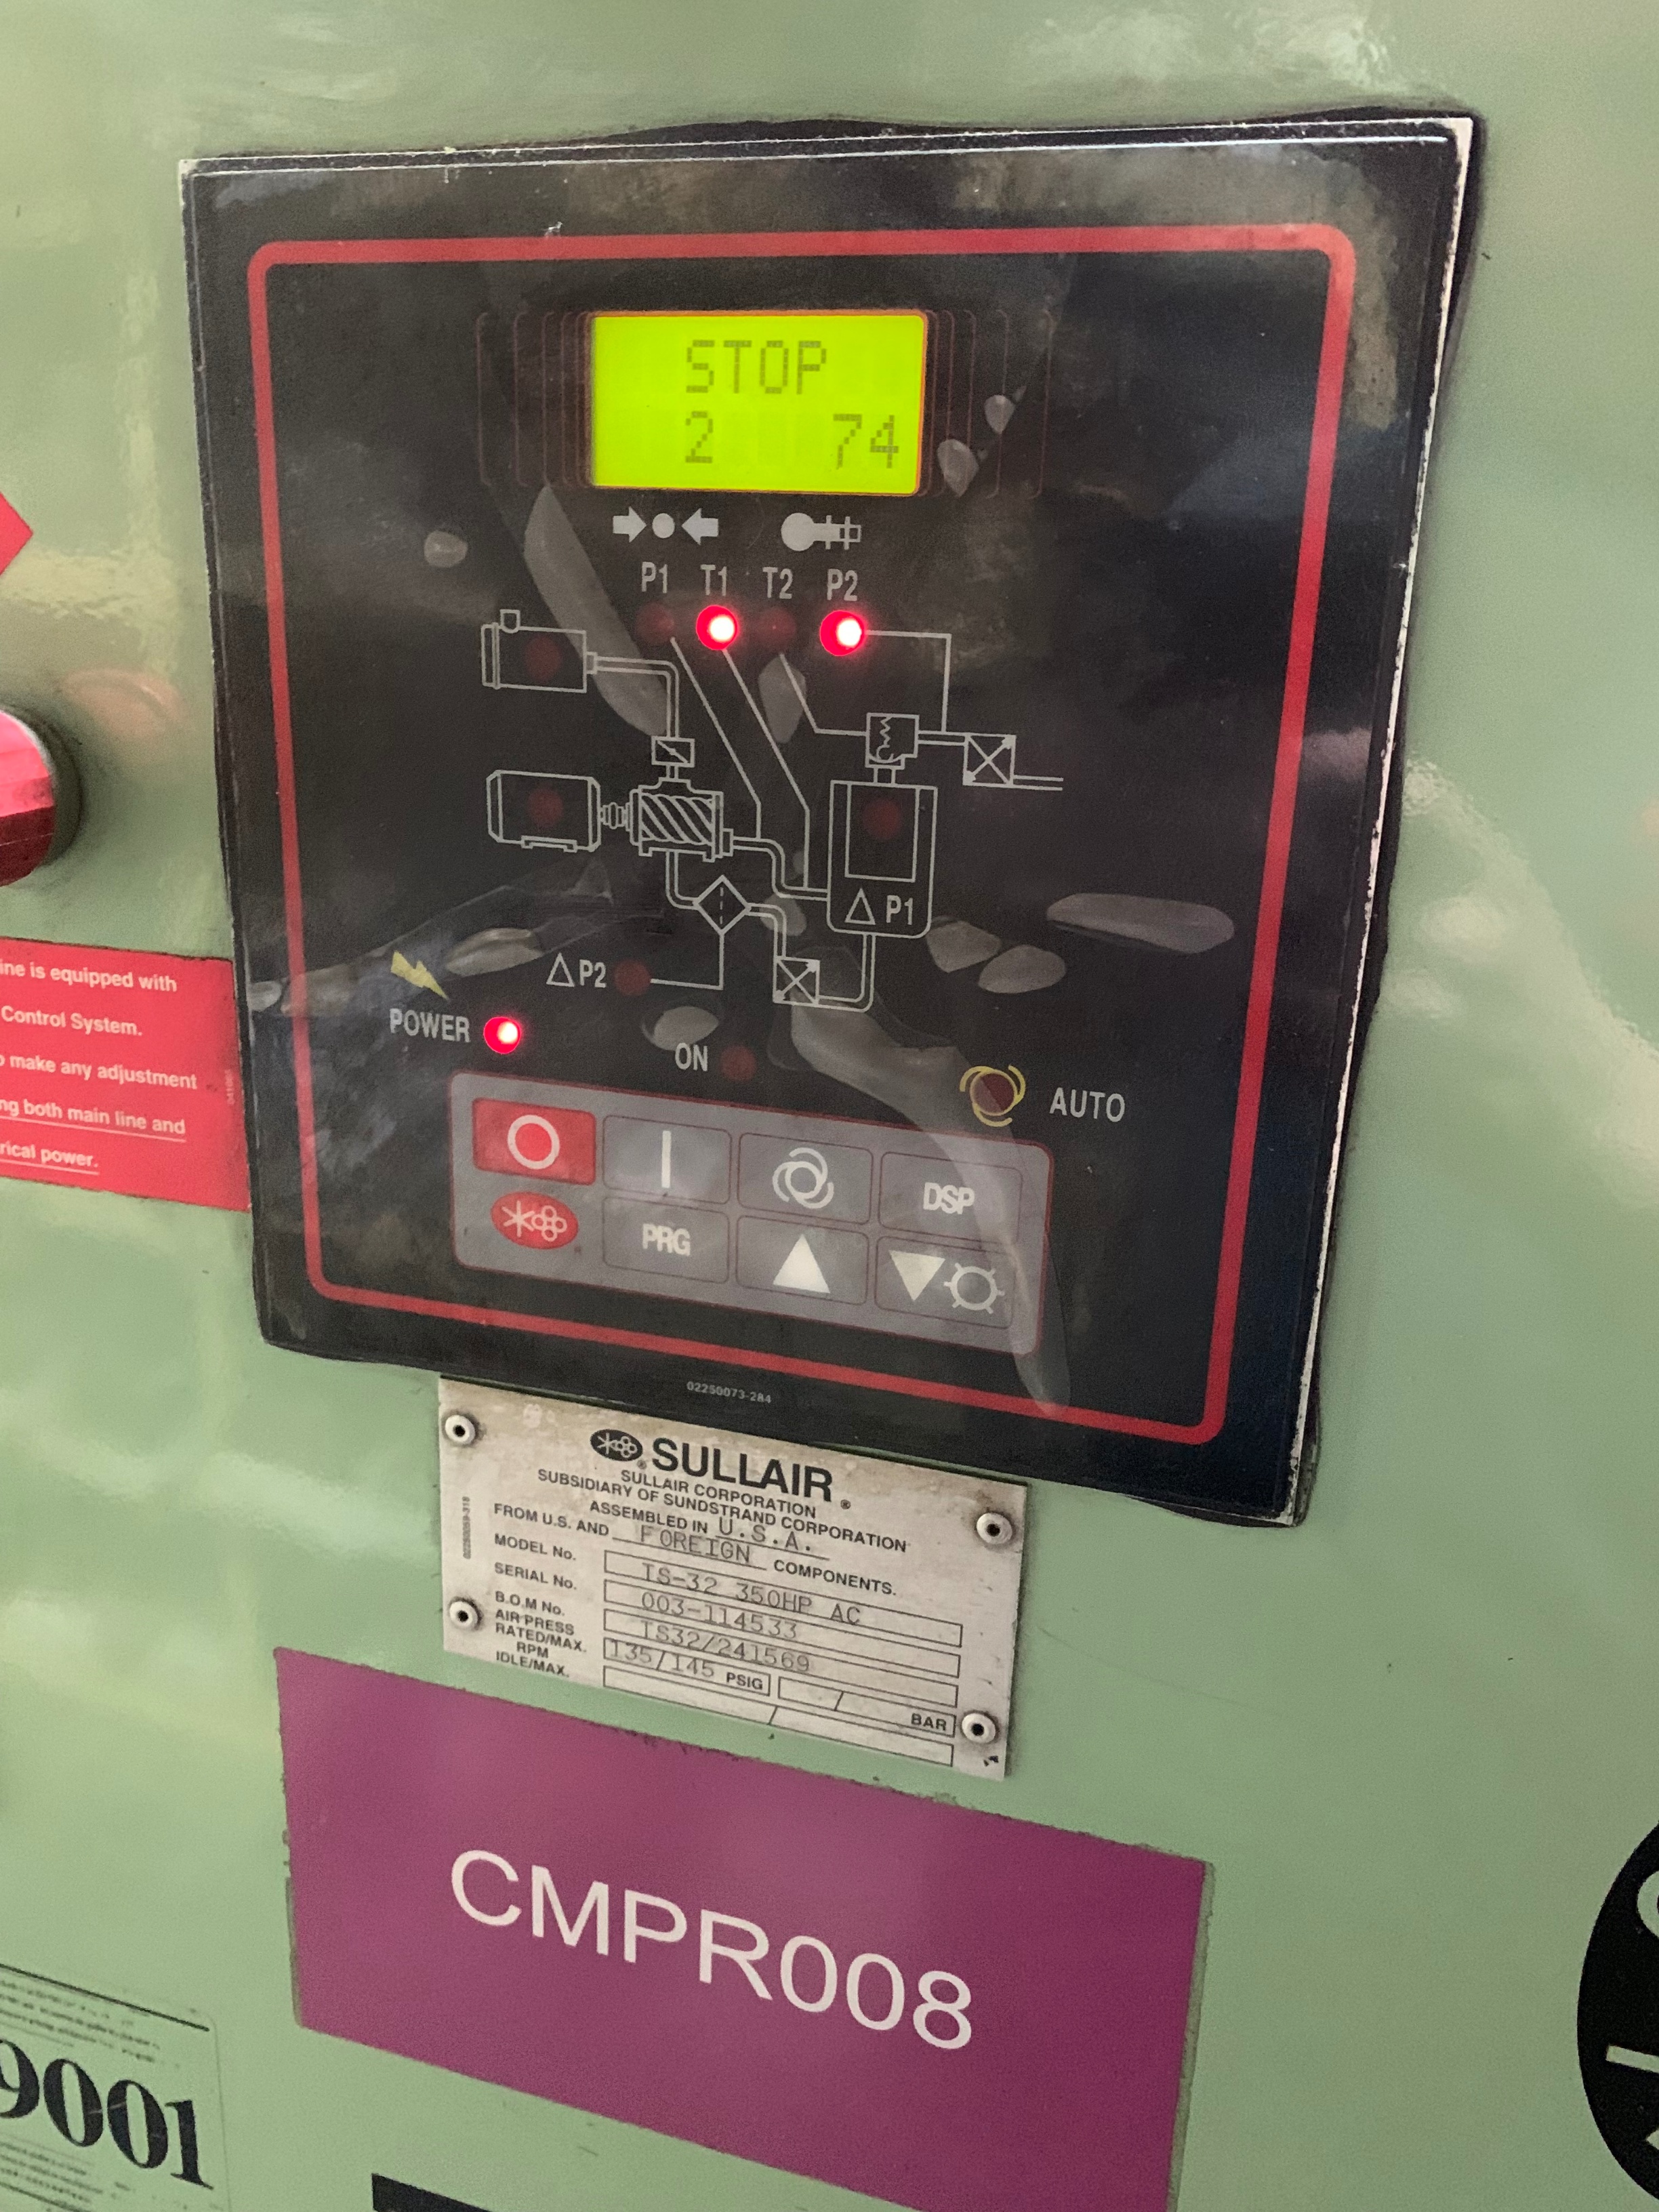 STOP
2 74
P1 T1 T2 P2
△ P1
△ P2
POWER
ON
AUTO
DSP
PRG
02250073-284
ine is equipped with
Control System.
o make any adjustment
ng both main line and
rical power.
SULLAIR®
SULLAIR CORPORATION
SUBSIDIARY OF SUNDSTRAND CORPORATION
ASSEMBLED IN U.S.A.
FROM U.S. AND FOREIGN COMPONENTS.
MODEL No. TS-32 350HP AC
SERIAL No. 003-114533
B.O.M No. TS32/241569
AIR PRESS
RATED/MAX. 135/145 PSIG / BAR
RPM
IDLE/MAX. /
CMPR008
9001